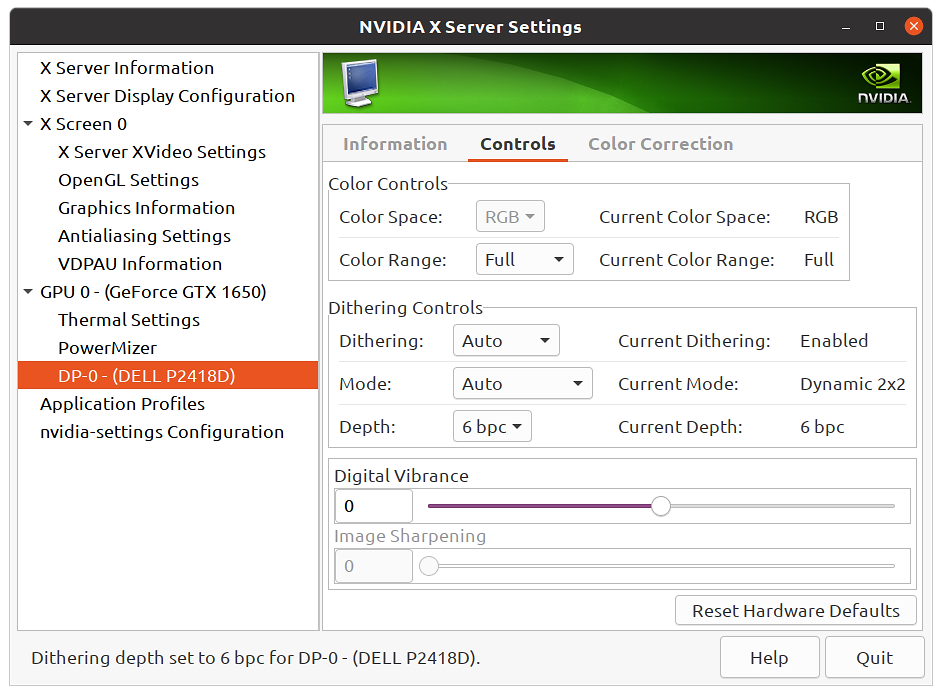 NVIDIA X Server Settings
X Server Information
X Server Display Configuration
X Screen 0
X Server XVideo Settings
OpenGL Settings
Graphics Information
Antialiasing Settings
VDPAU Information
GPU 0 - (GeForce GTX 1650)
Thermal Settings
PowerMizer
DP-0 - (DELL P2418D)
Application Profiles
nvidia-settings Configuration
NVIDIA.
Information Controls Color Correction
Color Controls
Color Space: RGB Current Color Space: RGB
Color Range: Full Current Color Range: Full
Dithering Controls
Dithering: Auto Current Dithering: Enabled
Mode: Auto Current Mode: Dynamic 2x2
Depth: 6 bpc Current Depth: 6 bpc
Digital Vibrance
0
Image Sharpening
0
Reset Hardware Defaults
Dithering depth set to 6 bpc for DP-0 - (DELL P2418D). Help Quit